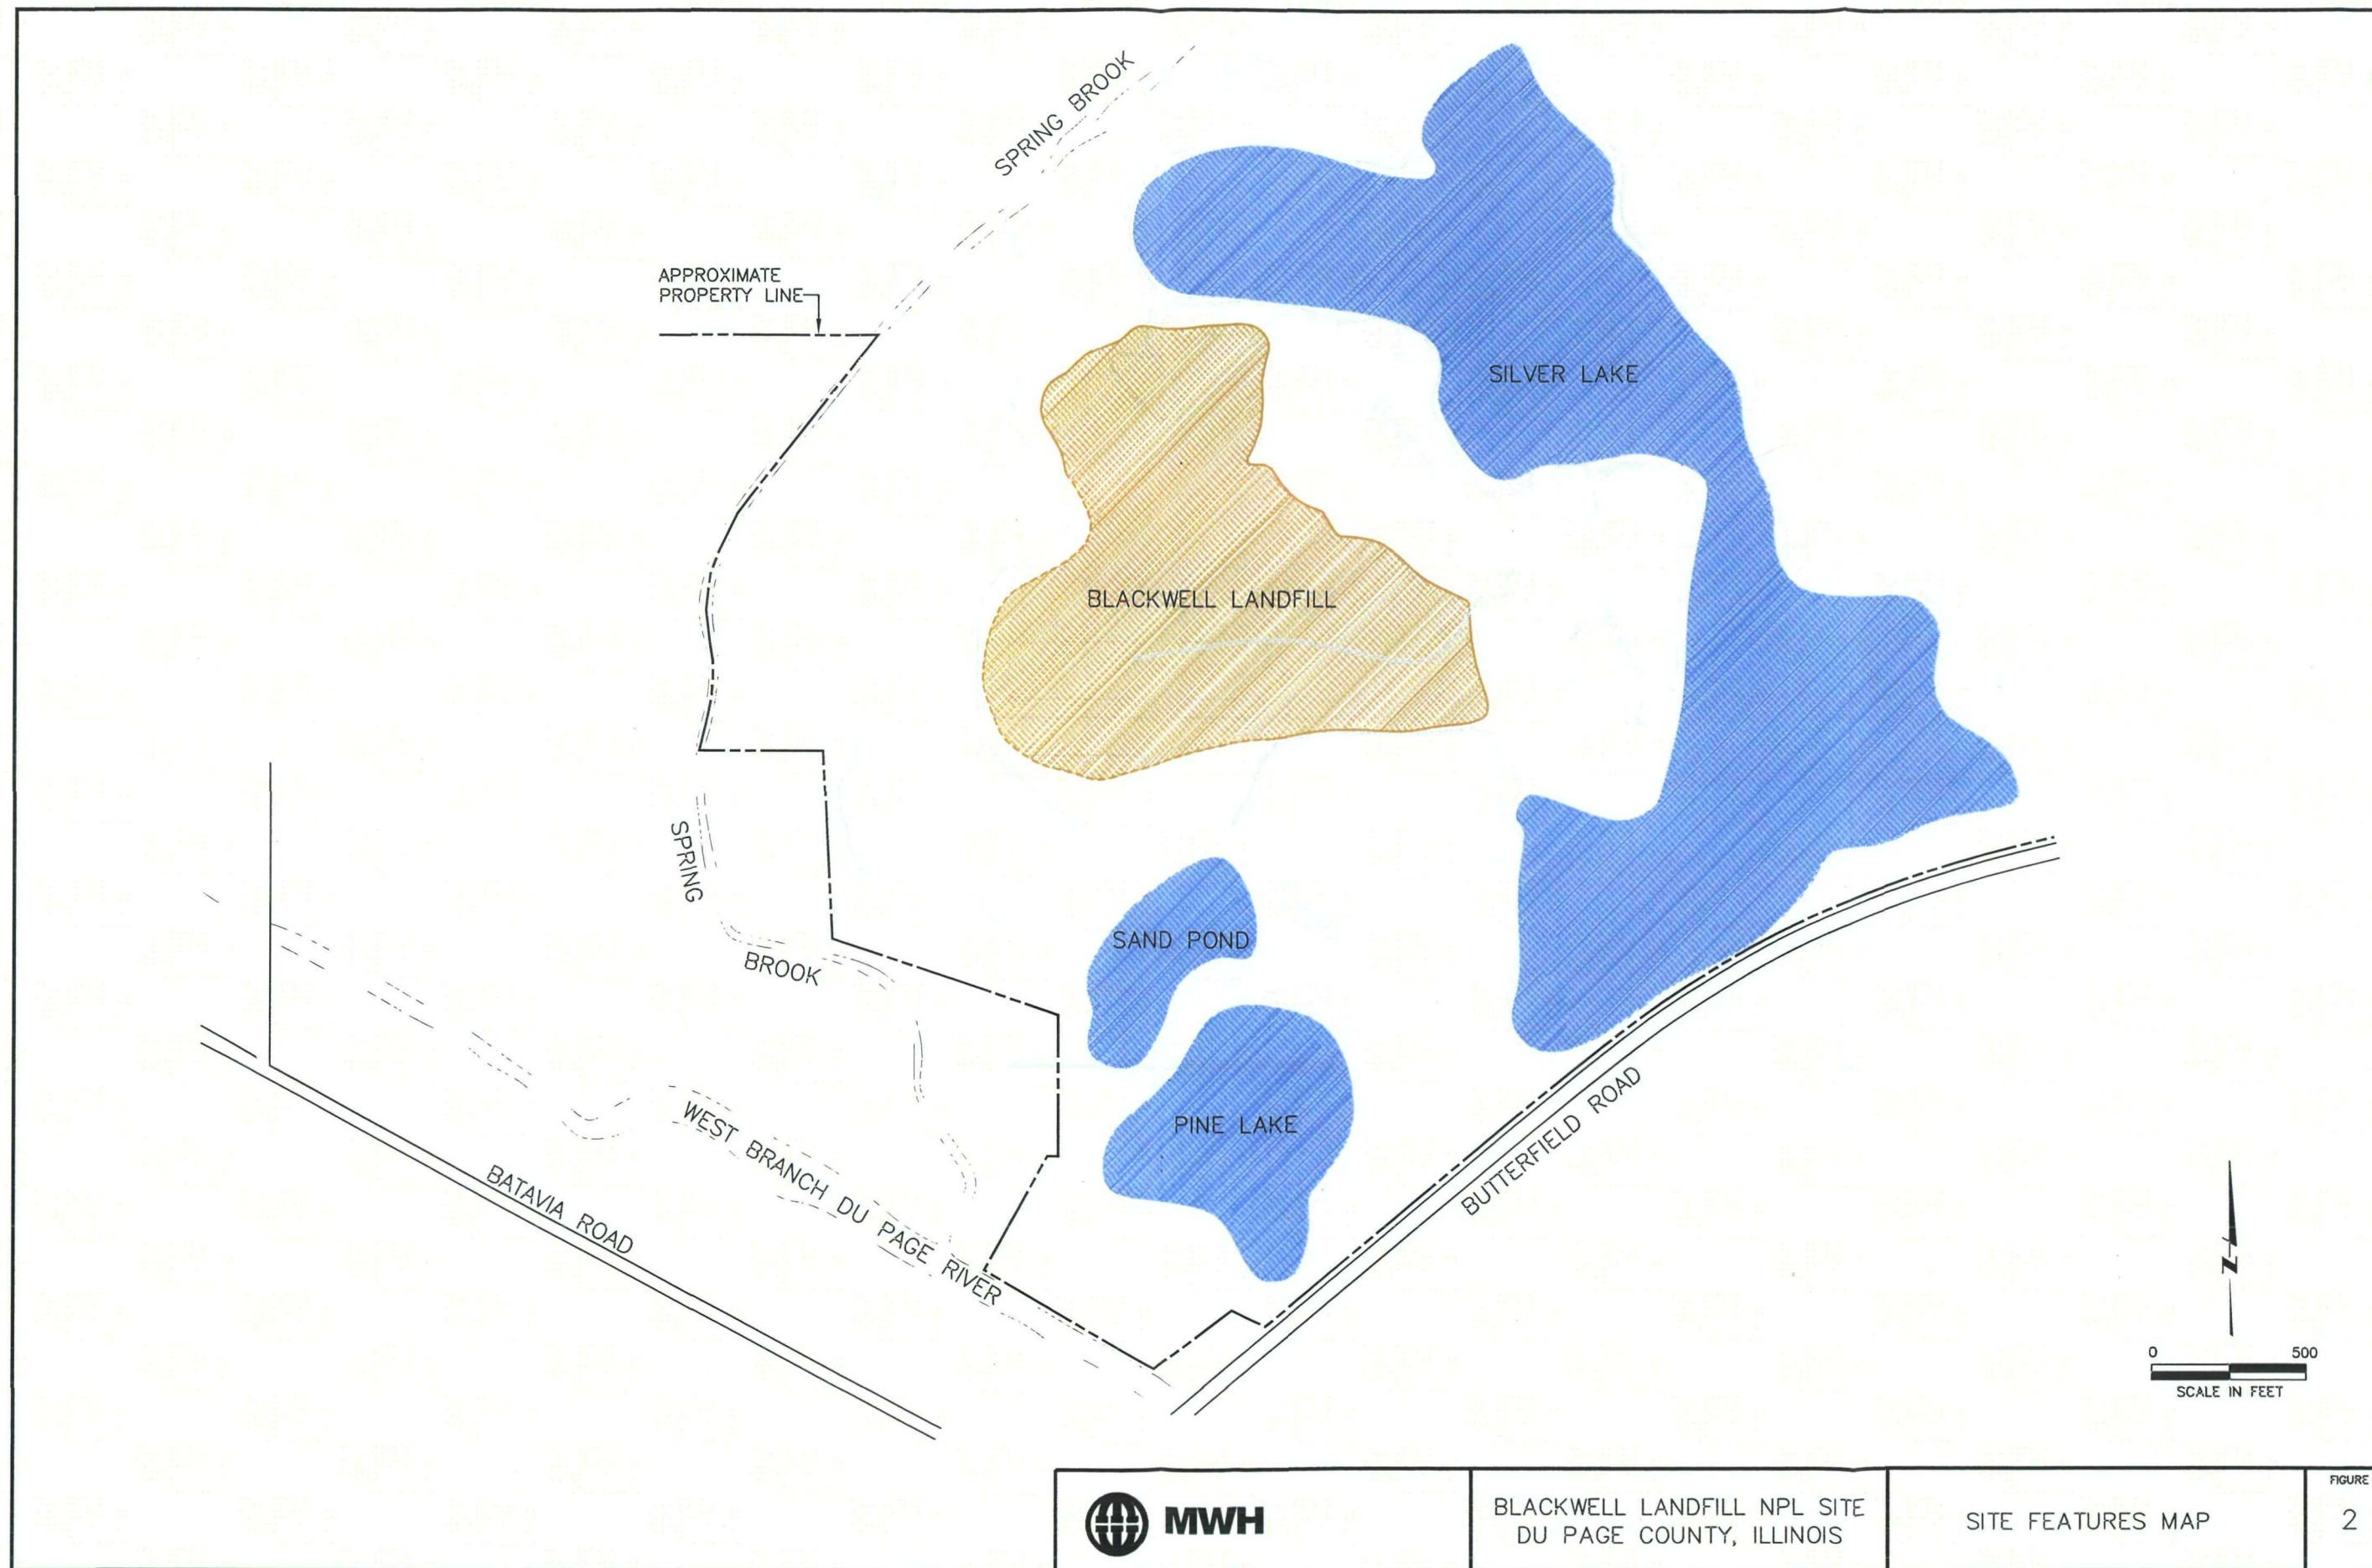 SPRING BROOK
APPROXIMATE
PROPERTY LINE
SILVER LAKE
BLACKWELL LANDFILL
SPRING
BROOK
SAND POND
PINE LAKE
WEST BRANCH DU PAGE RIVER
BATAVIA ROAD
BUTTERFIELD ROAD
N
0 500
SCALE IN FEET
MWH
BLACKWELL LANDFILL NPL SITE
DU PAGE COUNTY, ILLINOIS
SITE FEATURES MAP
FIGURE
2